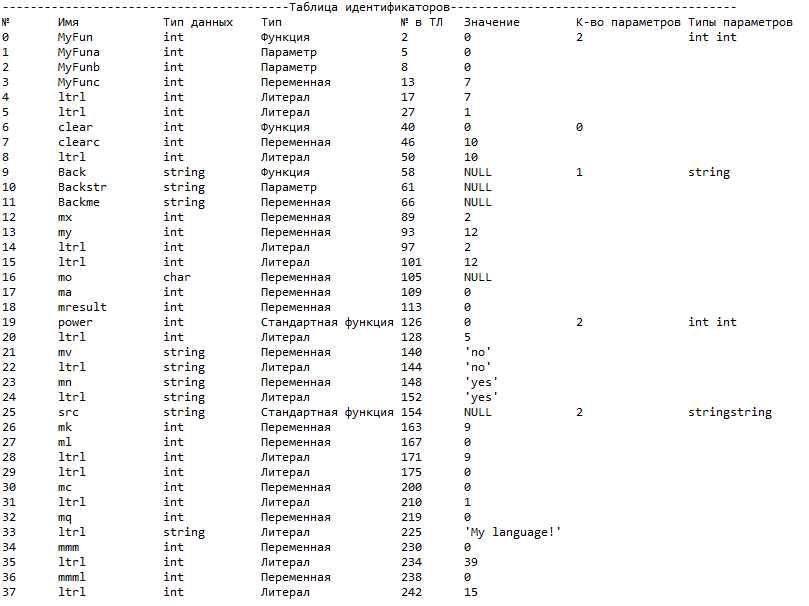 ----------------------------------------Таблица идентификаторов----------------------------------------
№ Имя Тип данных Тип № в ТЛ Значение К-во параметров Типы параметров
0 MyFun int Функция 2 0 2 int int
1 MyFuna int Параметр 5 0
2 MyFunb int Параметр 8 0
3 MyFunc int Переменная 13 7
4 ltrl int Литерал 17 7
5 ltrl int Литерал 27 1
6 clear int Функция 40 0 0
7 clearc int Переменная 46 10
8 ltrl int Литерал 50 10
9 Back string Функция 58 NULL 1 string
10 Backstr string Параметр 61 NULL
11 Backme string Переменная 66 NULL
12 mx int Переменная 89 2
13 my int Переменная 93 12
14 ltrl int Литерал 97 2
15 ltrl int Литерал 101 12
16 mo char Переменная 105 NULL
17 ma int Переменная 109 0
18 mresult int Переменная 113 0
19 power int Стандартная функция 126 0 2 int int
20 ltrl int Литерал 128 5
21 mv string Переменная 140 'no'
22 ltrl string Литерал 144 'no'
23 mn string Переменная 148 'yes'
24 ltrl string Литерал 152 'yes'
25 src string Стандартная функция 154 NULL 2 stringstring
26 mk int Переменная 163 9
27 ml int Переменная 167 0
28 ltrl int Литерал 171 9
29 ltrl int Литерал 175 0
30 mc int Переменная 200 0
31 ltrl int Литерал 210 1
32 mq int Переменная 219 0
33 ltrl string Литерал 225 'My language!'
34 mmm int Переменная 230 0
35 ltrl int Литерал 234 39
36 mmml int Переменная 238 0
37 ltrl int Литерал 242 15